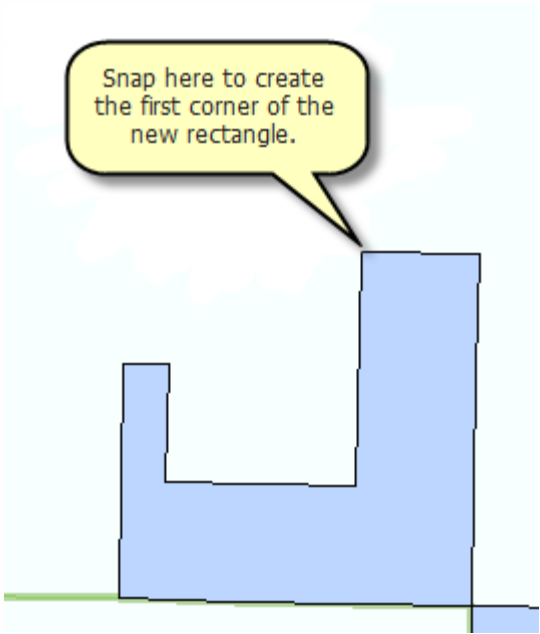 Snap here to create
the first corner of the
new rectangle.